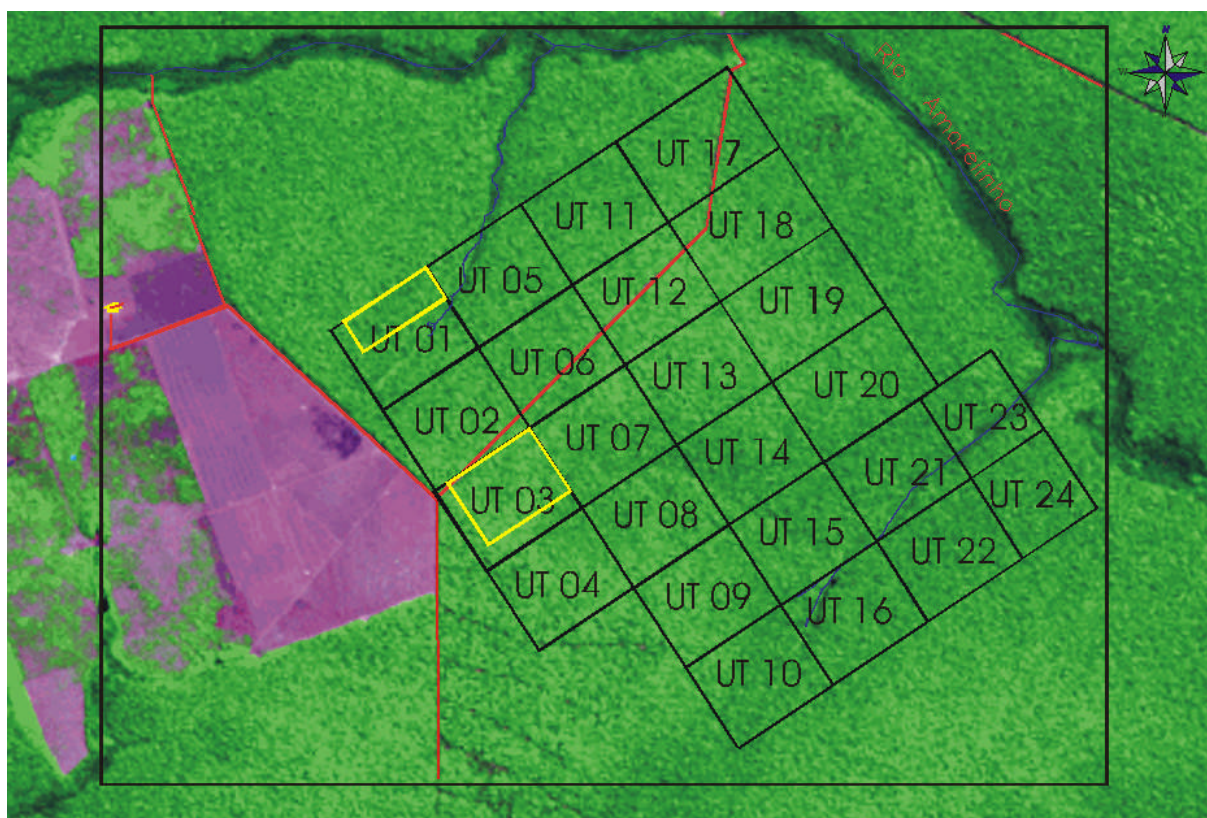 Rio Amarelinho
N
W
UT 17
UT 11
UT 18
UT 05
UT 12
UT 19
UT 01
UT 06
UT 13
UT 20
UT 02
UT 07
UT 14
UT 21
UT 23
UT 03
UT 08
UT 15
UT 22
UT 24
UT 04
UT 09
UT 16
UT 10